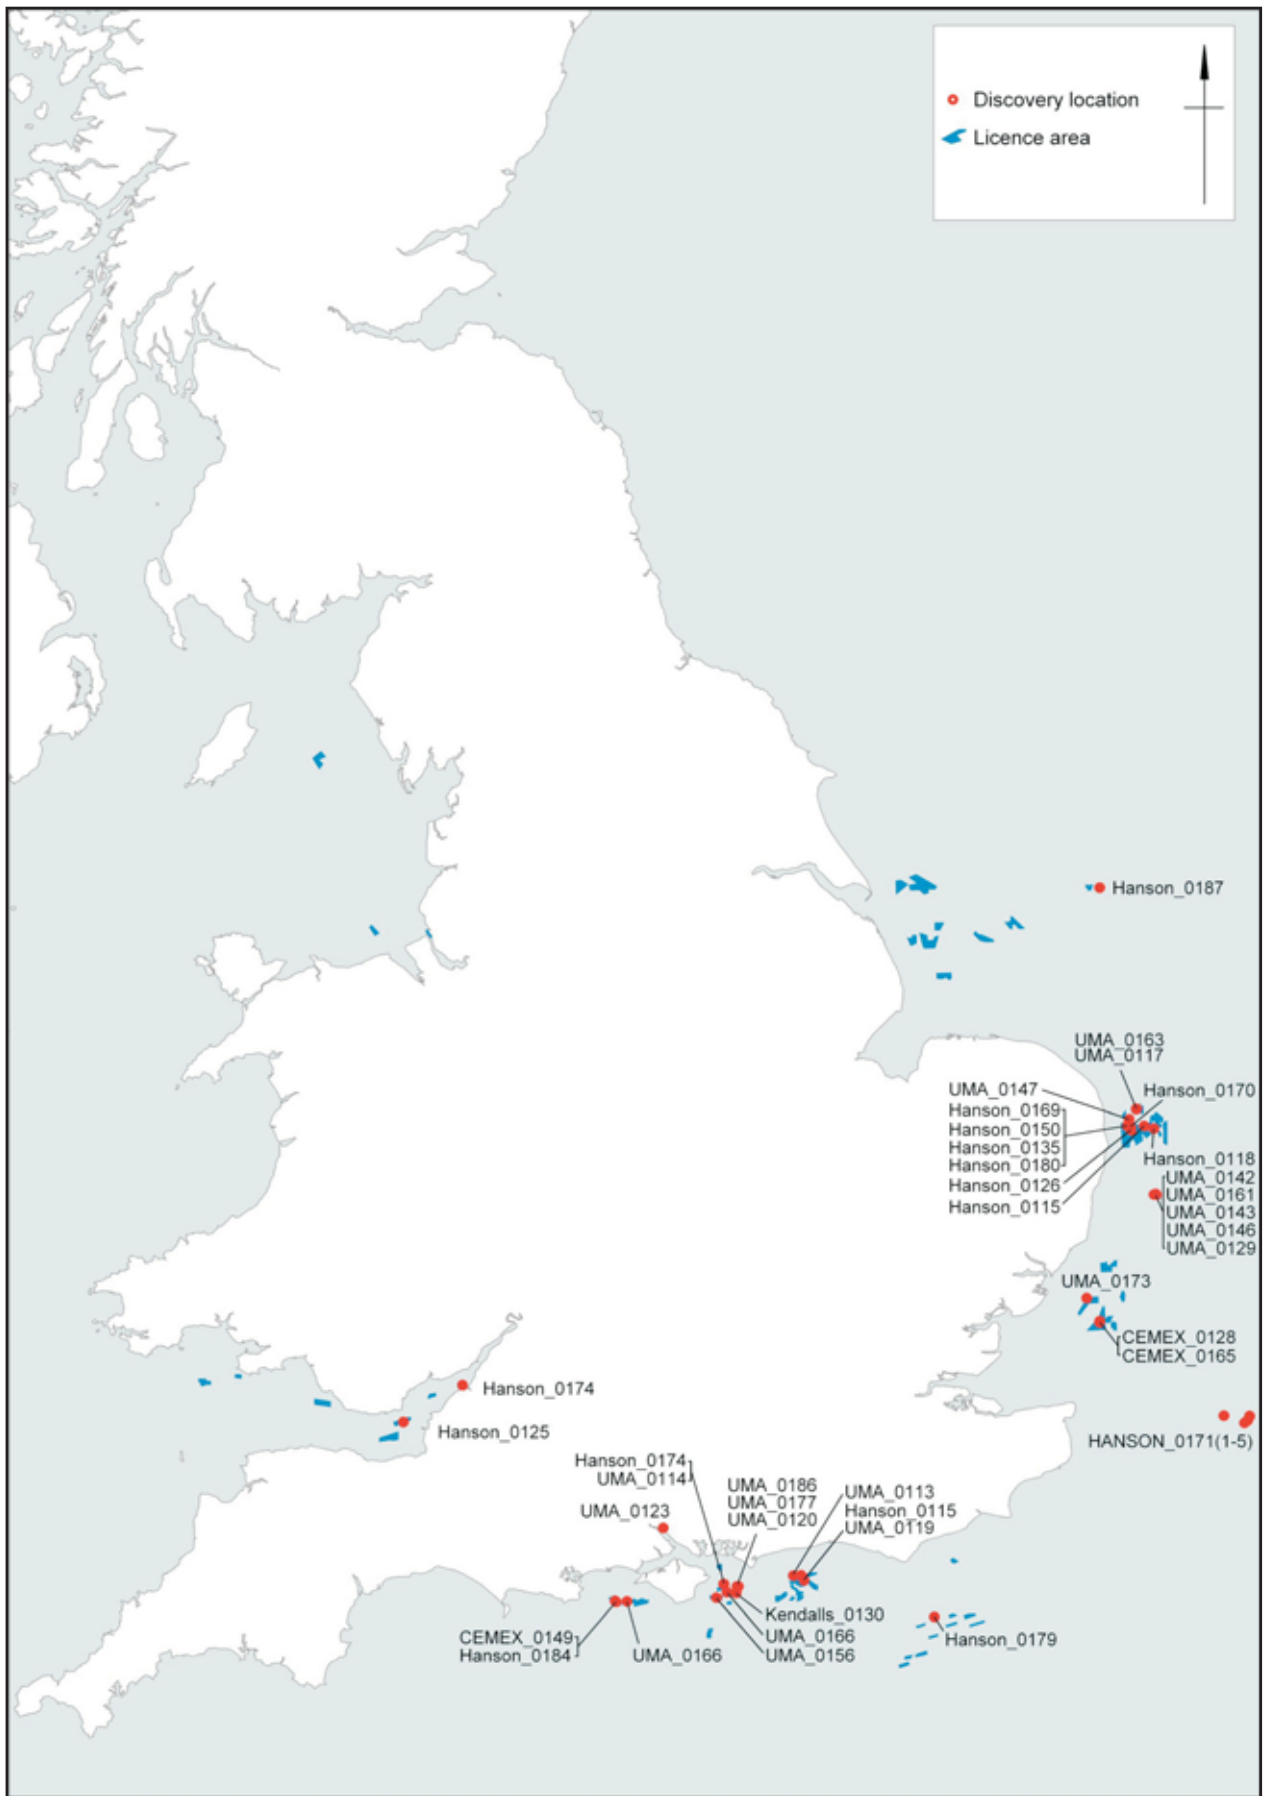 Discovery location
Licence area
Hanson_0187
UMA_0163
UMA_0117
UMA_0147
Hanson_0170
Hanson_0169
Hanson_0150
Hanson_0135
Hanson_0180
Hanson_0126
Hanson_0115
Hanson_0118
UMA_0142
UMA_0161
UMA_0143
UMA_0146
UMA_0129
UMA_0173
CEMEX_0128
CEMEX_0165
Hanson_0174
Hanson_0125
HANSON_0171(1-5)
Hanson_0174
UMA_0114
UMA_0123
UMA_0186
UMA_0177
UMA_0120
UMA_0113
Hanson_0115
UMA_0119
Kendalls_0130
UMA_0166
UMA_0156
CEMEX_0149
Hanson_0184
UMA_0166
Hanson_0179